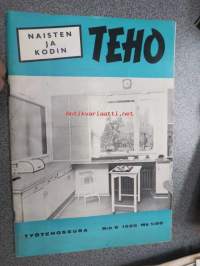 NAISTEN
JA
KODIN
TEHO
antikvariaatti.net
TYÖTEHOSEURA